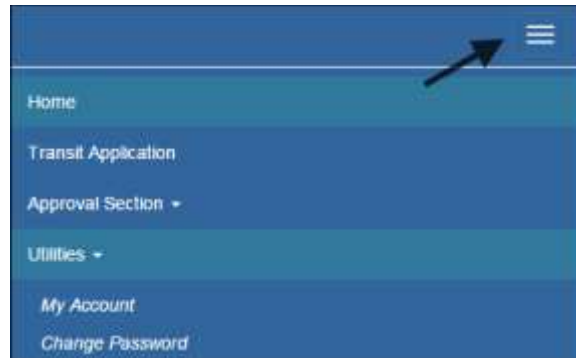 Home
Transit Application
Approval Section
Utilities
My Account
Change Password